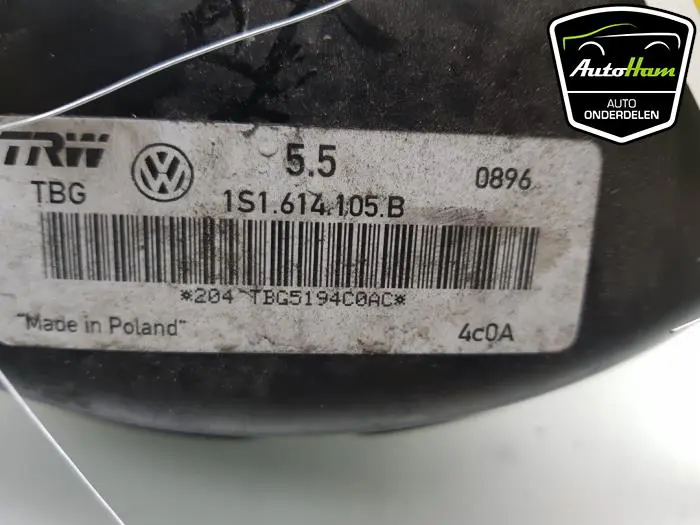 AutoHam
AUTO
ONDERDELEN
TRW
5.5
0896
TBG
1S1.614.105.B
*204 TBG5194C0AC*
"Made in Poland"
4c0A